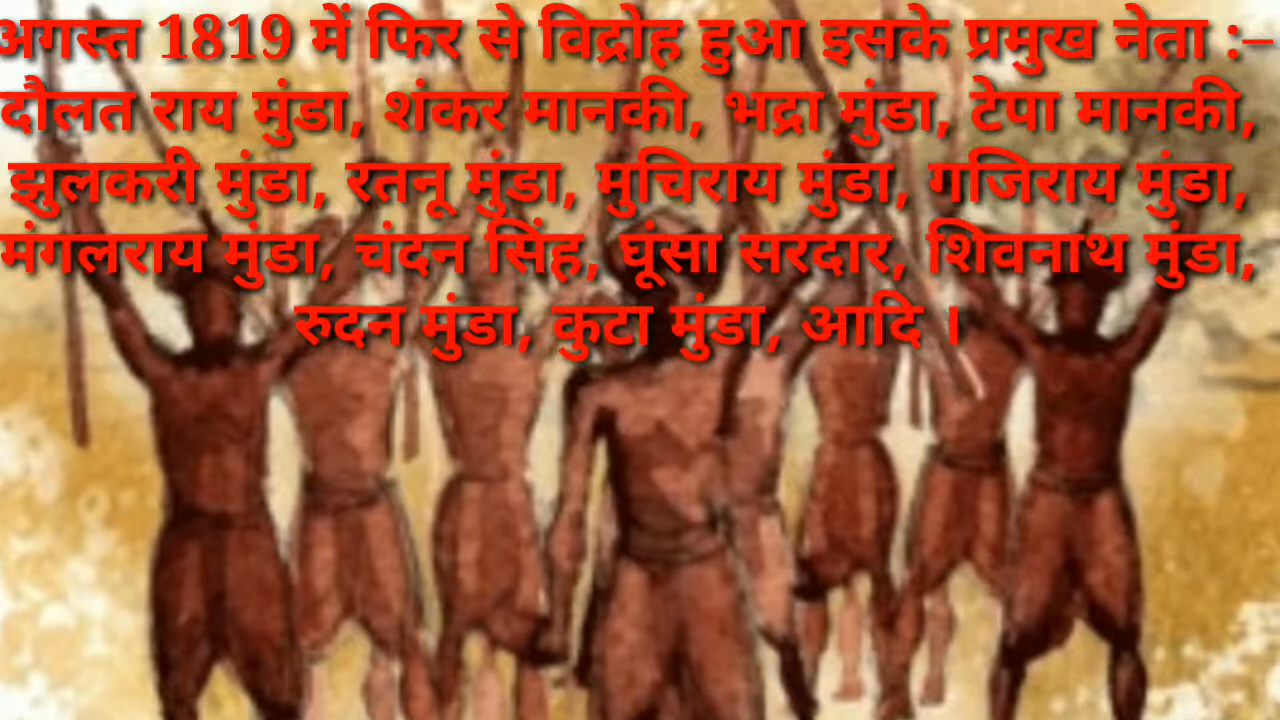 अगस्त 1819 में फिर से विद्रोह हुआ इसके प्रमुख नेता :–
दौलत राय मुंडा, शंकर मानकी, भद्रा मुंडा, टेपा मानकी,
झुलकरी मुंडा, रतनू मुंडा, मुचिराय मुंडा, गजिराय मुंडा,
मंगलराय मुंडा, चंदन सिंह, घूंसा सरदार, शिवनाथ मुंडा,
रुदन मुंडा, कुटा मुंडा, आदि ।